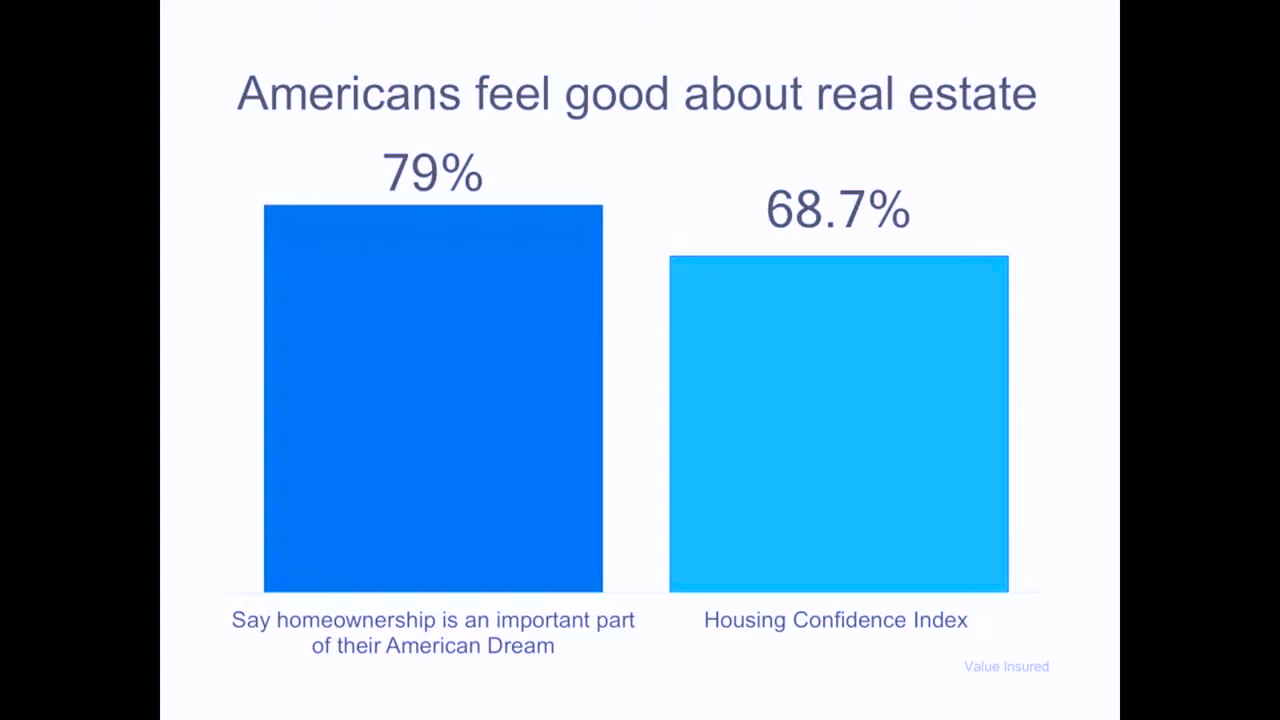 Americans feel good about real estate
79%
68.7%
Say homeownership is an important part
of their American Dream
Housing Confidence Index
Value Insured